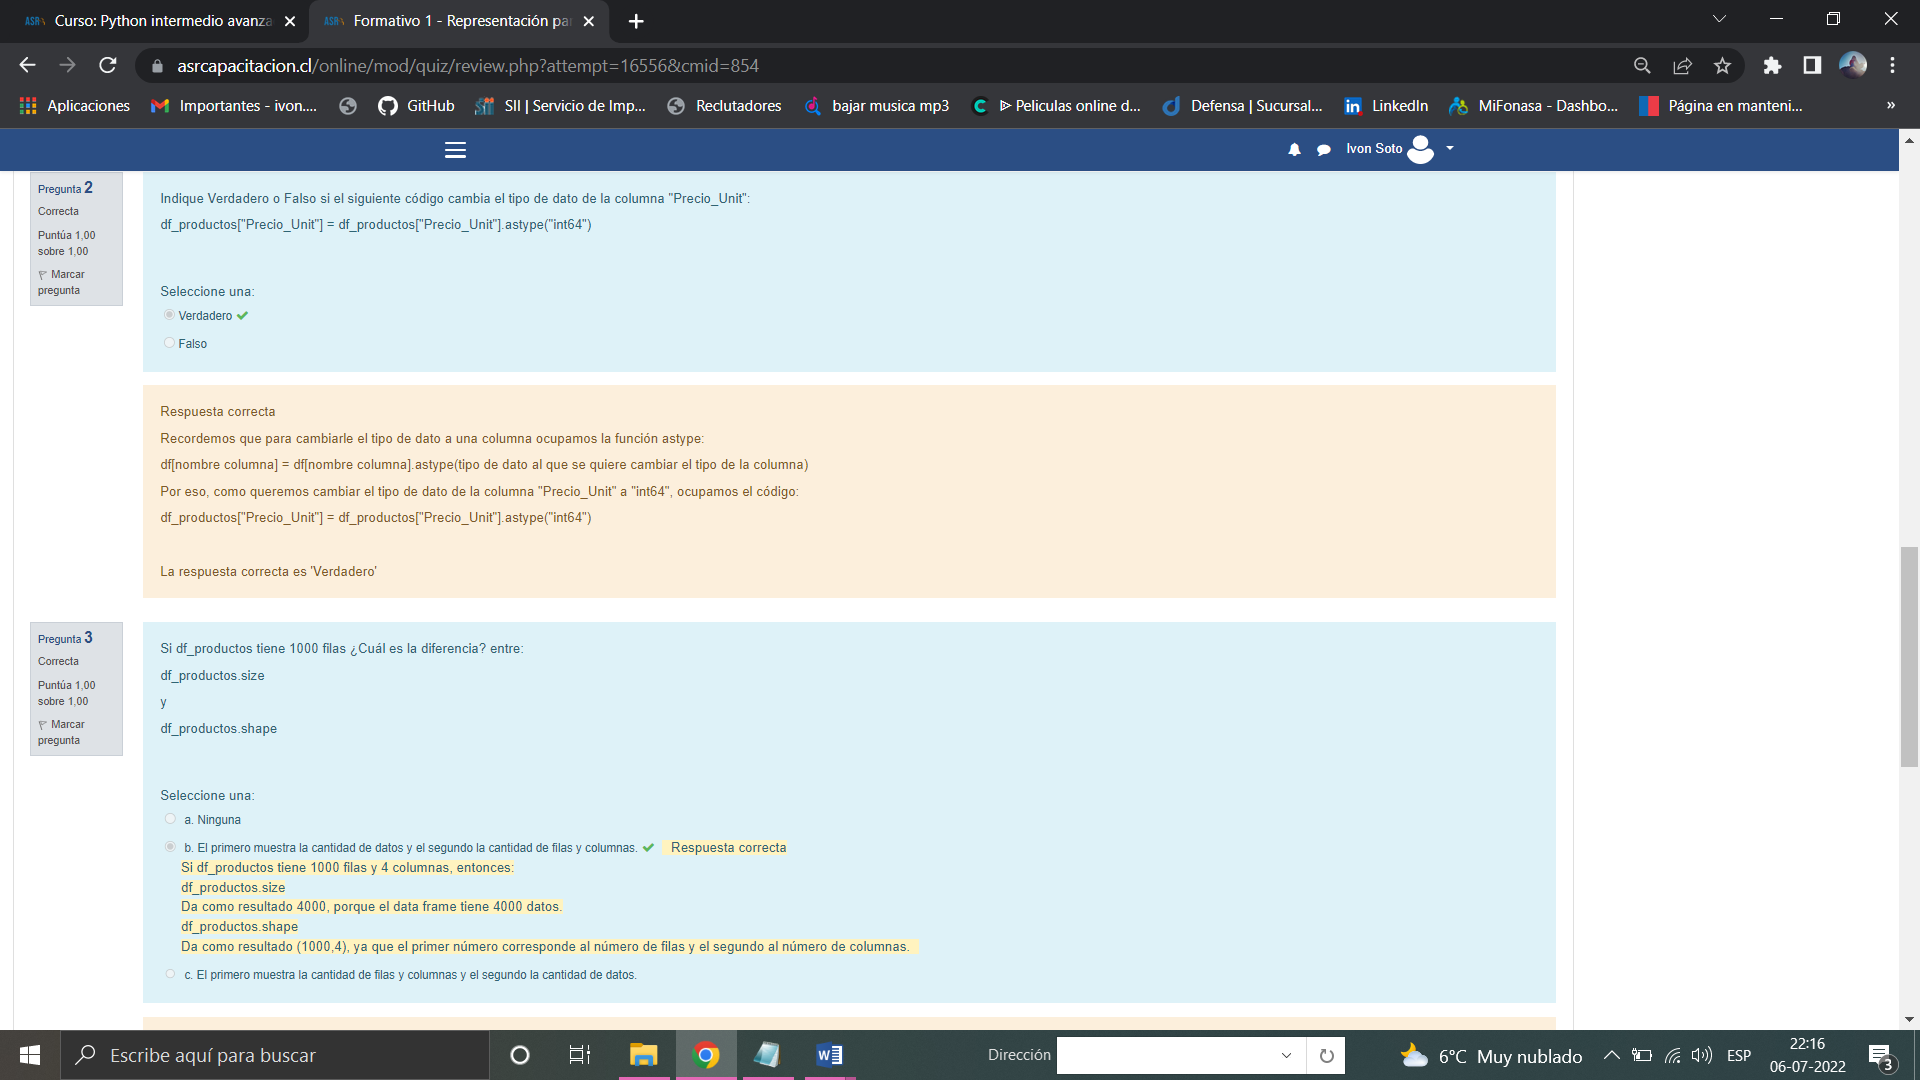 ASR Curso: Python intermedio avanza
ASR Formativo 1 - Representación pa
asrcapacitacion.cl/online/mod/quiz/review.php?attempt=16556&cmid=854
Aplicaciones
Importantes - ivon....
GitHub
SII | Servicio de Imp...
Reclutadores
bajar musica mp3
ᐉ Peliculas online d...
Defensa | Sucursal...
LinkedIn
MiFonasa - Dashbo...
Página en manteni...
»
Ivon Soto
Pregunta 2
Correcta
Puntúa 1,00
sobre 1,00
Marcar
pregunta
Indique Verdadero o Falso si el siguiente código cambia el tipo de dato de la columna "Precio_Unit":
df_productos["Precio_Unit"] = df_productos["Precio_Unit"].astype("int64")
Seleccione una:
Verdadero
Falso
Respuesta correcta
Recordemos que para cambiarle el tipo de dato a una columna ocupamos la función astype:
df[nombre columna] = df[nombre columna].astype(tipo de dato al que se quiere cambiar el tipo de la columna)
Por eso, como queremos cambiar el tipo de dato de la columna "Precio_Unit" a "int64", ocupamos el código:
df_productos["Precio_Unit"] = df_productos["Precio_Unit"].astype("int64")
La respuesta correcta es 'Verdadero'
Pregunta 3
Correcta
Puntúa 1,00
sobre 1,00
Marcar
pregunta
Si df_productos tiene 1000 filas ¿Cuál es la diferencia? entre:
df_productos.size
y
df_productos.shape
Seleccione una:
a. Ninguna
b. El primero muestra la cantidad de datos y el segundo la cantidad de filas y columnas. Respuesta correcta
Si df_productos tiene 1000 filas y 4 columnas, entonces:
df_productos.size
Da como resultado 4000, porque el data frame tiene 4000 datos.
df_productos.shape
Da como resultado (1000,4), ya que el primer número corresponde al número de filas y el segundo al número de columnas.
c. El primero muestra la cantidad de filas y columnas y el segundo la cantidad de datos.
Escribe aquí para buscar
Dirección
6°C Muy nublado
ESP
22:16
06-07-2022
3